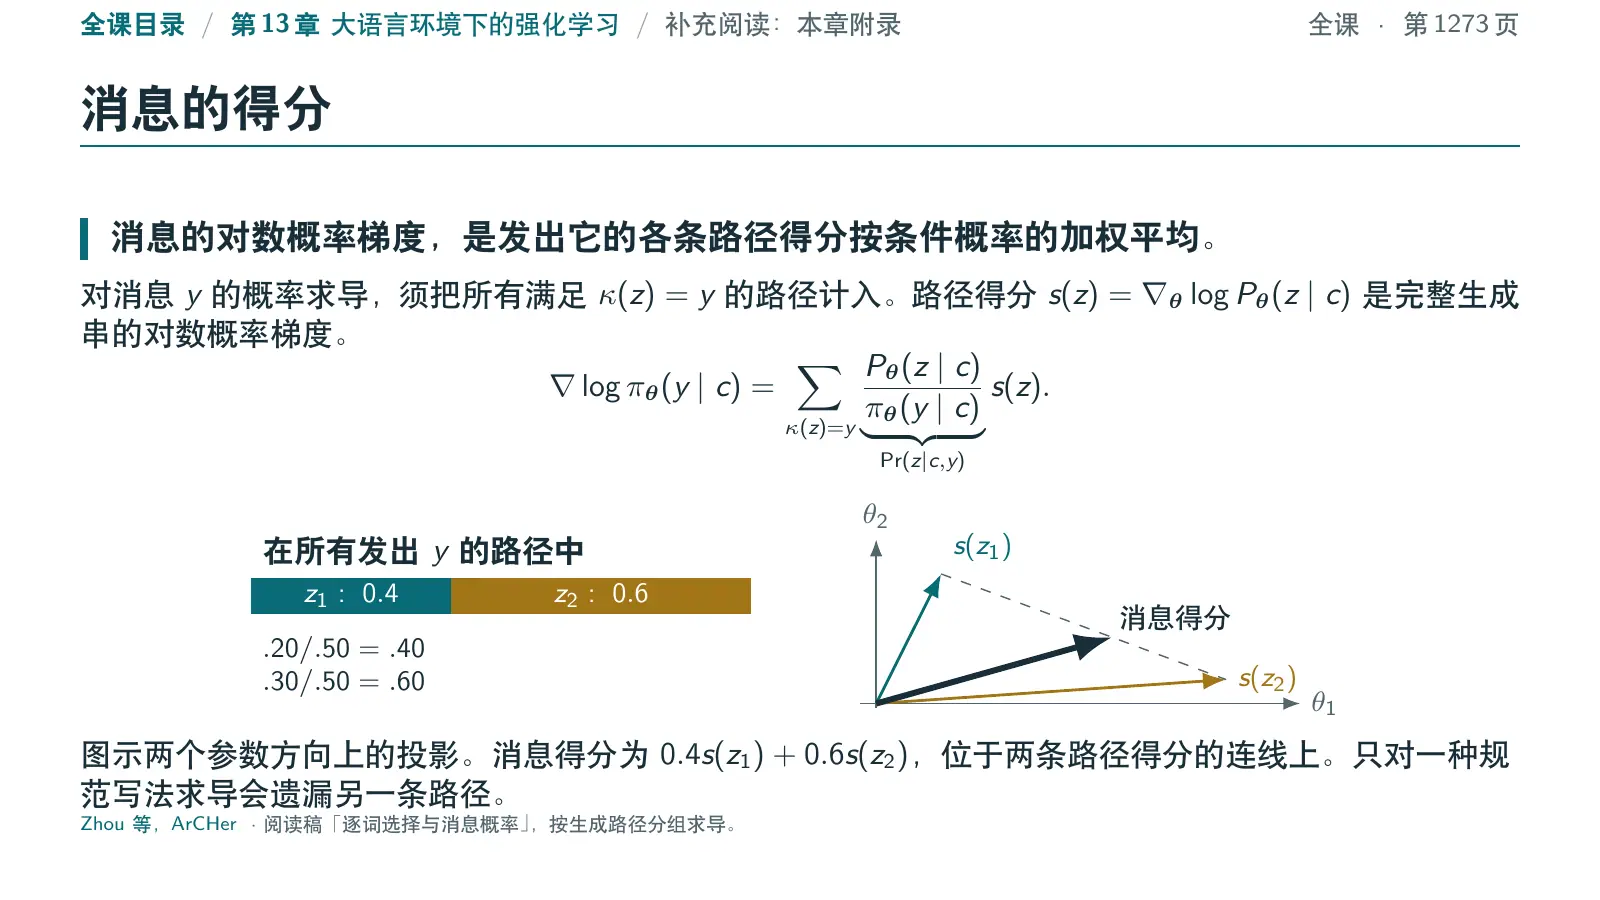 全课目录 / 第 13 章 大语言环境下的强化学习 / 补充阅读：本章附录
全课 · 第 1273 页
消息的得分
消息的对数概率梯度，是发出它的各条路径得分按条件概率的加权平均。
对消息 y 的概率求导，须把所有满足 κ(z) = y 的路径计入。路径得分 s(z) = ∇_θ log P_θ(z | c) 是完整生成
串的对数概率梯度。
∇ log π_θ(y | c) = ∑_{κ(z)=y} \underbrace{\frac{P_θ(z | c)}{π_θ(y | c)}}_{Pr(z|c,y)} s(z).
在所有发出 y 的路径中
z₁ : 0.4
z₂ : 0.6
.20/.50 = .40
.30/.50 = .60
θ₂
s(z₁)
消息得分
s(z₂)
θ₁
图示两个参数方向上的投影。消息得分为 0.4s(z₁) + 0.6s(z₂)，位于两条路径得分的连线上。只对一种规
范写法求导会遗漏另一条路径。
Zhou 等，ArCHer · 阅读稿「逐词选择与消息概率」，按生成路径分组求导。